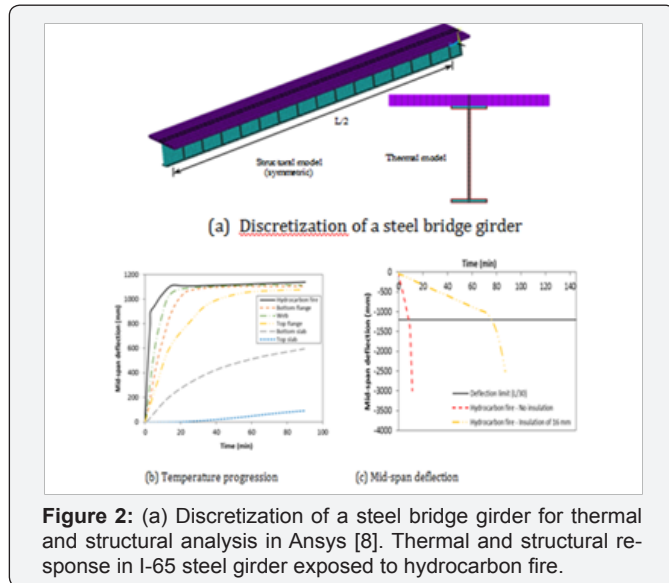 L/2
Structural model
(symmetric)
Thermal model
(a) Discretization of a steel bridge girder
Mid-span deflection (mm)
1200
1000
800
600
400
200
0
0 20 40 60 80 100
Time (min)
Hydrocarbon fire
Bottom flange
Web
Top flange
Bottom slab
Top slab
(b) Temperature progression
Time (min)
0 20 40 60 80 100 120 140
Mid-span deflection (mm)
0
-500
-1000
-1500
-2000
-2500
-3000
-3500
-4000
Deflection limit (L/30)
Hydrocarbon fire - No insulation
Hydrocarbon fire - Insulation of 16 mm
(c) Mid-span deflection
Figure 2: (a) Discretization of a steel bridge girder for thermal
and structural analysis in Ansys [8]. Thermal and structural re-
sponse in I-65 steel girder exposed to hydrocarbon fire.